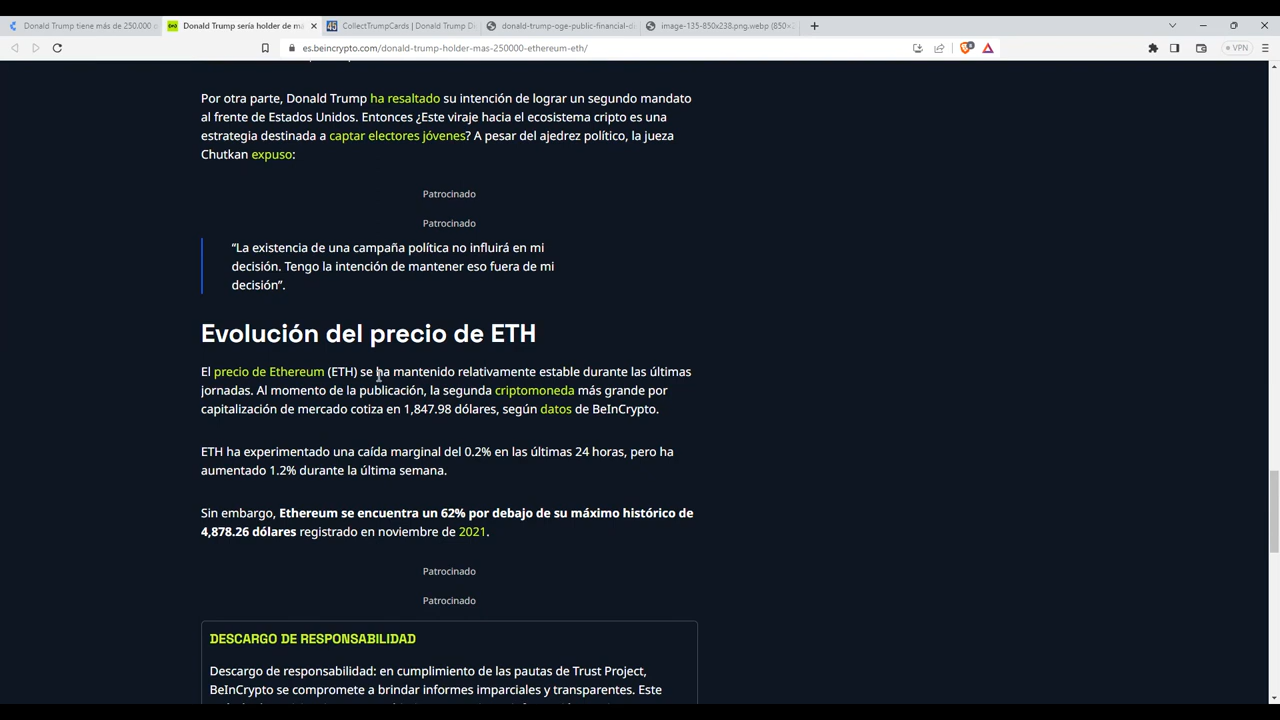 Donald Trump tiene más de 250.000
Donald Trump sería holder de m
CollectTrumpCards | Donald Trump D
donald-trump-oge-public-financial-d
image-135-850x238.png.webp (850×2
es.beincrypto.com/donald-trump-holder-mas-250000-ethereum-eth/
VPN
Por otra parte, Donald Trump ha resaltado su intención de lograr un segundo mandato
al frente de Estados Unidos. Entonces ¿Este viraje hacia el ecosistema cripto es una
estrategia destinada a captar electores jóvenes? A pesar del ajedrez político, la jueza
Chutkan expuso:
Patrocinado
Patrocinado
“La existencia de una campaña política no influirá en mi
decisión. Tengo la intención de mantener eso fuera de mi
decisión”.
Evolución del precio de ETH
El precio de Ethereum (ETH) se ha mantenido relativamente estable durante las últimas
jornadas. Al momento de la publicación, la segunda criptomoneda más grande por
capitalización de mercado cotiza en 1,847.98 dólares, según datos de BeInCrypto.
ETH ha experimentado una caída marginal del 0.2% en las últimas 24 horas, pero ha
aumentado 1.2% durante la última semana.
Sin embargo, Ethereum se encuentra un 62% por debajo de su máximo histórico de
4,878.26 dólares registrado en noviembre de 2021.
Patrocinado
Patrocinado
DESCARGO DE RESPONSABILIDAD
Descargo de responsabilidad: en cumplimiento de las pautas de Trust Project,
BeInCrypto se compromete a brindar informes imparciales y transparentes. Este